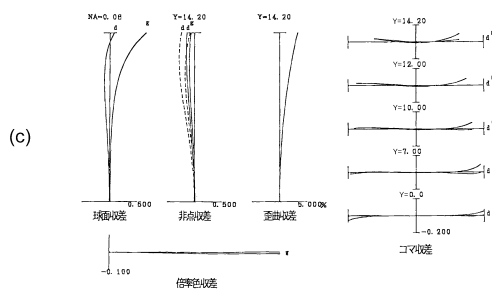 (c)
NA=0.08
d g
0.500
球面収差
Y=14.20
d d g
0.500
非点収差
Y=14.20
5.000%
歪曲収差
-0.100
g
倍率色収差
Y=14.20
d
Y=12.00
d
Y=10.00
d
Y=7.00
d
Y=0.0
d
-0.200
コマ収差